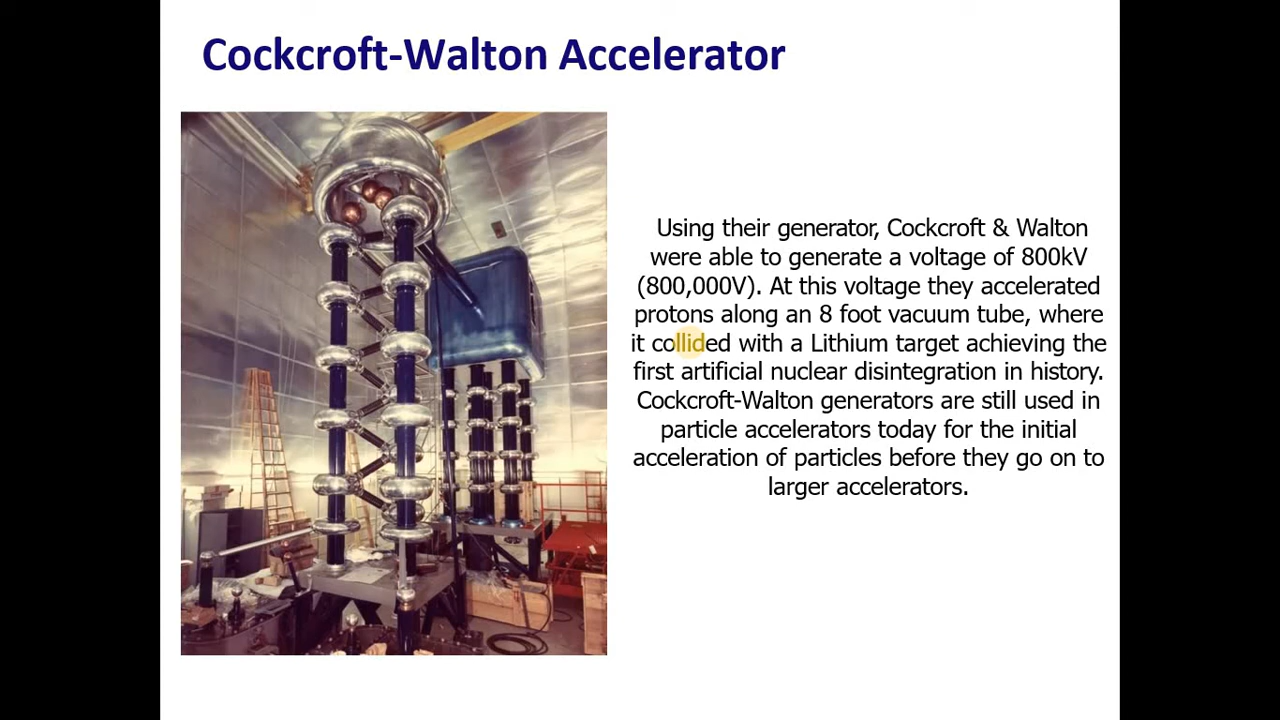 Cockcroft-Walton Accelerator
Using their generator, Cockcroft & Walton
were able to generate a voltage of 800kV
(800,000V). At this voltage they accelerated
protons along an 8 foot vacuum tube, where
it collided with a Lithium target achieving the
first artificial nuclear disintegration in history.
Cockcroft-Walton generators are still used in
particle accelerators today for the initial
acceleration of particles before they go on to
larger accelerators.